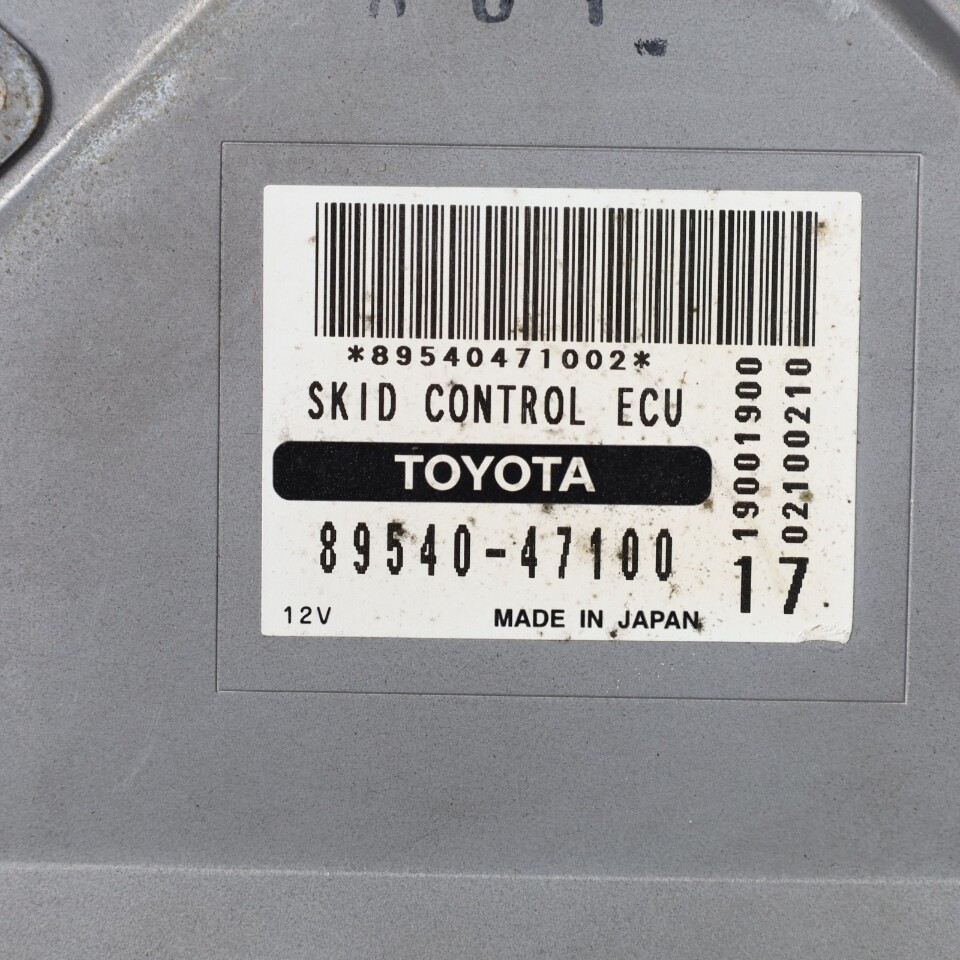 *89540471002*
SKID CONTROL ECU
TOYOTA
89540-47100
12V
MADE IN JAPAN
19001900
02100210
17